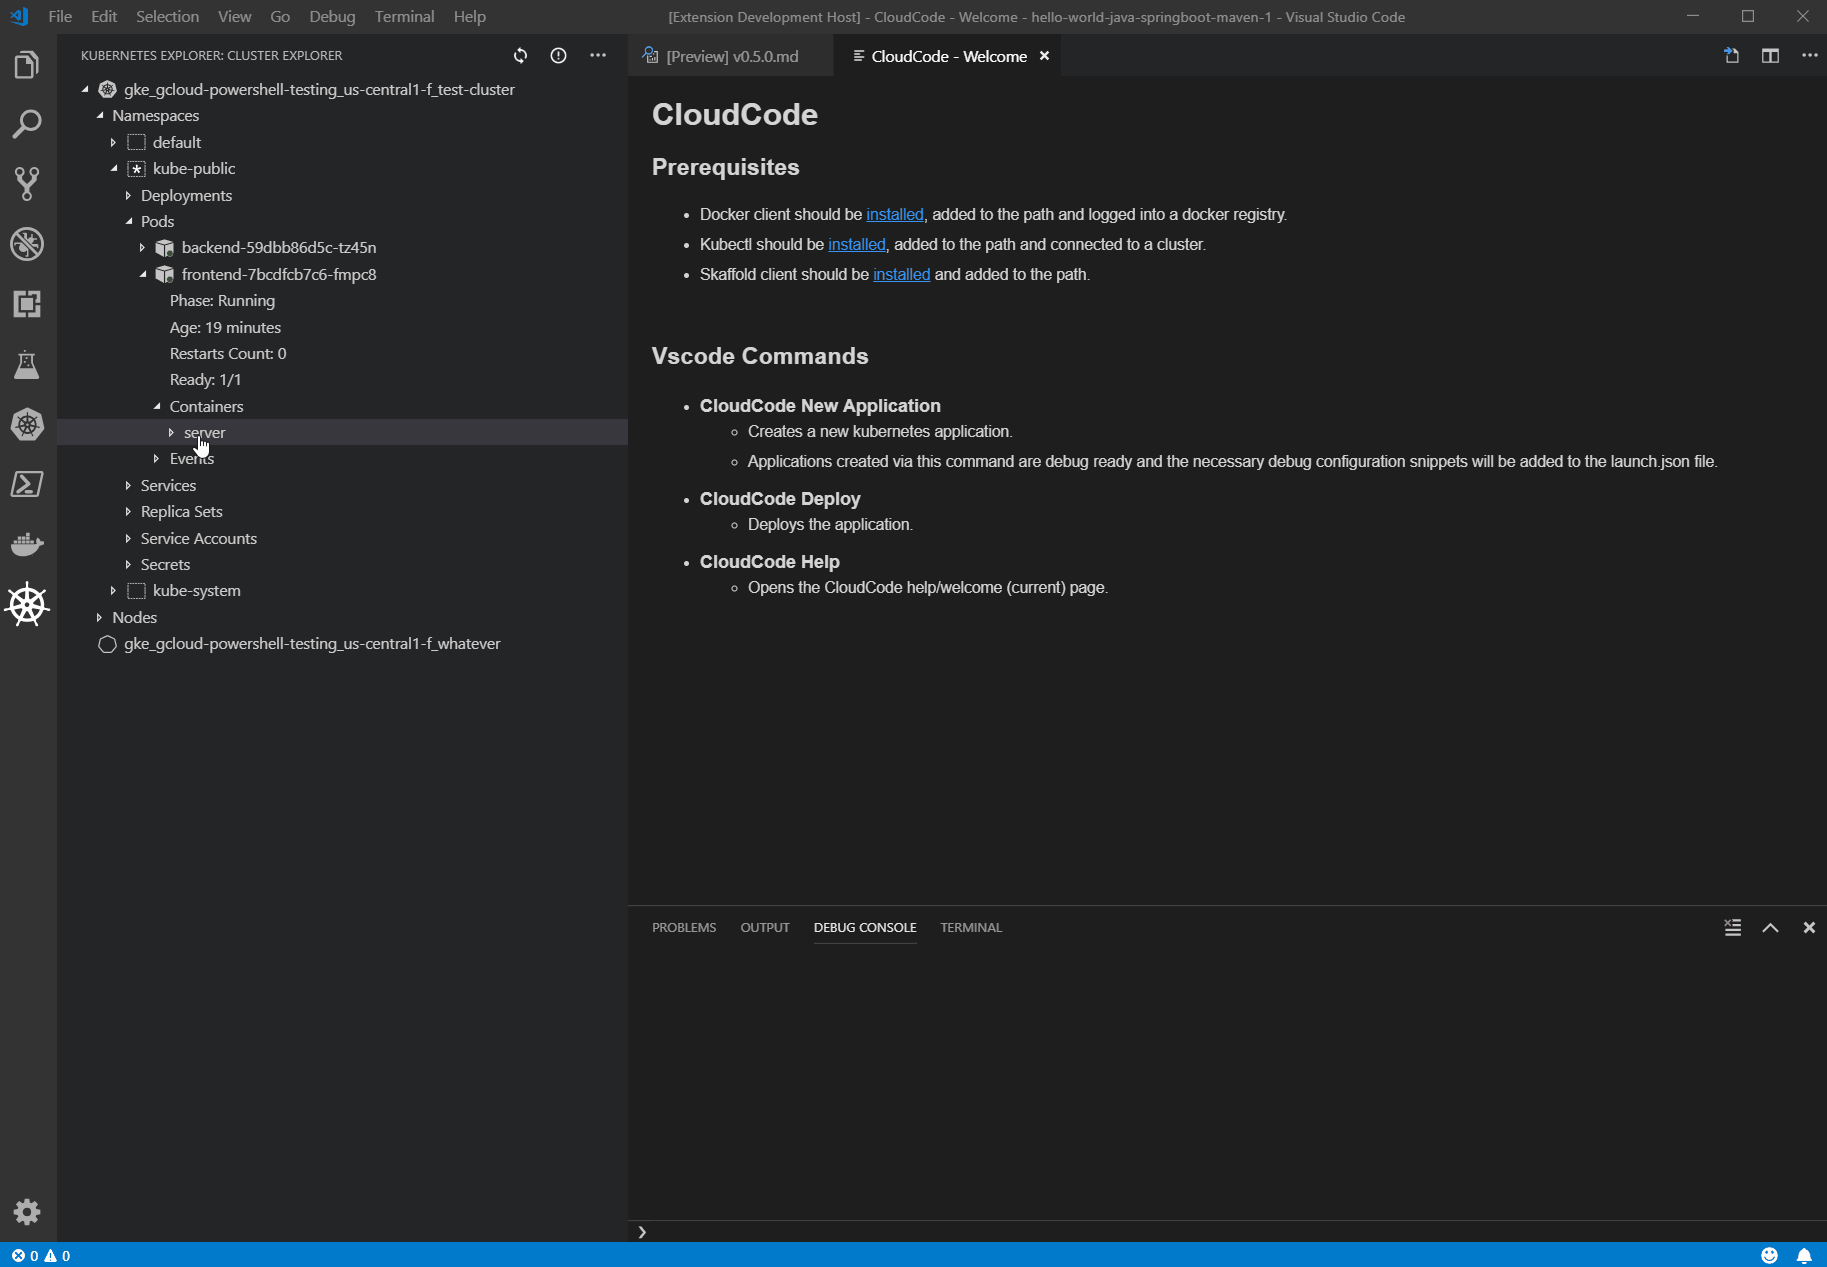 File Edit Selection View Go Debug Terminal Help
[Extension Development Host] - CloudCode - Welcome - hello-world-java-springboot-maven-1 - Visual Studio Code
KUBERNETES EXPLORER: CLUSTER EXPLORER
gke_gcloud-powershell-testing_us-central1-f_test-cluster
Namespaces
default
kube-public
Deployments
Pods
backend-59dbb86d5c-tz45n
frontend-7bcdfcb7c6-fmpc8
Phase: Running
Age: 19 minutes
Restarts Count: 0
Ready: 1/1
Containers
server
Events
Services
Replica Sets
Service Accounts
Secrets
kube-system
Nodes
gke_gcloud-powershell-testing_us-central1-f_whatever
[Preview] v0.5.0.md
CloudCode - Welcome
CloudCode
Prerequisites
• Docker client should be installed, added to the path and logged into a docker registry.
• Kubectl should be installed, added to the path and connected to a cluster.
• Skaffold client should be installed and added to the path.
Vscode Commands
• CloudCode New Application
◦ Creates a new kubernetes application.
◦ Applications created via this command are debug ready and the necessary debug configuration snippets will be added to the launch.json file.
• CloudCode Deploy
◦ Deploys the application.
• CloudCode Help
◦ Opens the CloudCode help/welcome (current) page.
PROBLEMS OUTPUT DEBUG CONSOLE TERMINAL
0 0